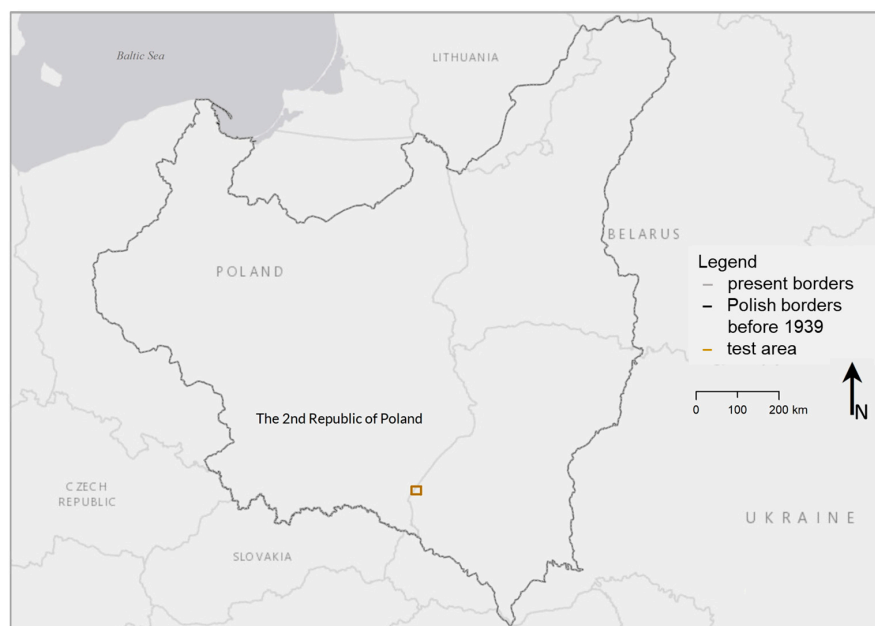 Baltic Sea
LITHUANIA
BELARUS
POLAND
Legend
present borders
Polish borders
before 1939
test area
0 100 200 km
N
The 2nd Republic of Poland
CZECH
REPUBLIC
UKRAINE
SLOVAKIA